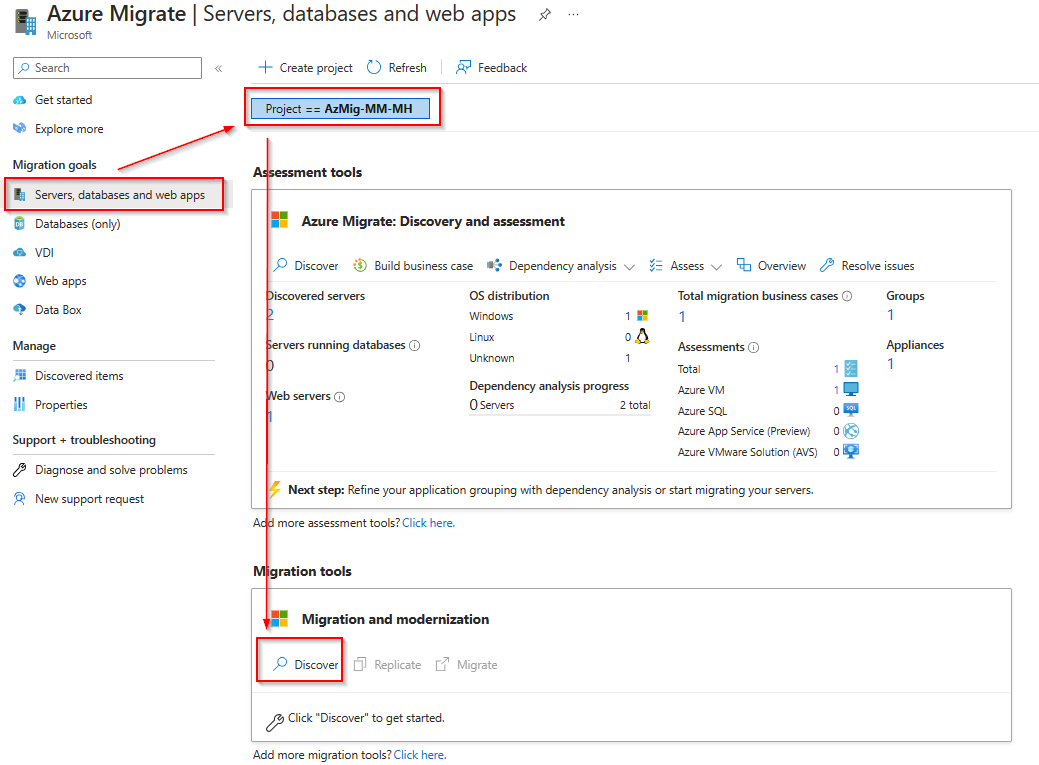 Azure Migrate | Servers, databases and web apps
Microsoft
Search
Create project
Refresh
Feedback
Get started
Explore more
Project == AzMig-MM-MH
Migration goals
Servers, databases and web apps
Databases (only)
VDI
Web apps
Data Box
Manage
Discovered items
Properties
Support + troubleshooting
Diagnose and solve problems
New support request
Assessment tools
Azure Migrate: Discovery and assessment
Discover
Build business case
Dependency analysis
Assess
Overview
Resolve issues
Discovered servers
2
Servers running databases
0
Web servers
1
OS distribution
Windows 1
Linux 0
Unknown 1
Dependency analysis progress
0 Servers 2 total
Total migration business cases
1
Assessments
Total 1
Azure VM 1
Azure SQL 0
Azure App Service (Preview) 0
Azure VMware Solution (AVS) 0
Groups
1
Appliances
1
Next step: Refine your application grouping with dependency analysis or start migrating your servers.
Add more assessment tools? Click here.
Migration tools
Migration and modernization
Discover
Replicate
Migrate
Click "Discover" to get started.
Add more migration tools? Click here.